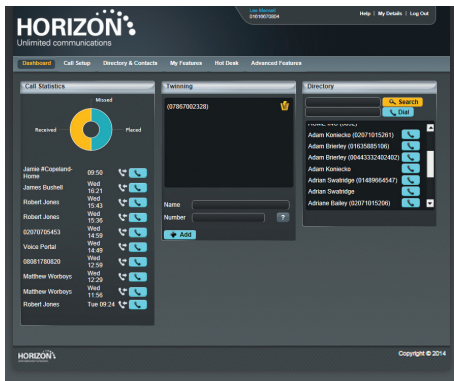 HORIZON
Unlimited communications
01618670804
Help | My Details | Log Out
Dashboard Call Setup Directory & Contacts My Features Hot Desk Advanced Features
Call Statistics
Missed
Received
Placed
Jamie #Copeland-
Home
09:50
James Bushell
Wed
16:21
Robert Jones
Wed
15:43
Robert Jones
Wed
15:36
02070705453
Wed
14:59
Voice Portal
Wed
14:49
08081780820
Wed
12:59
Matthew Worboys
Wed
12:29
Matthew Worboys
Wed
11:56
Robert Jones
Tue 09:24
Twinning
(07867002328)
Name
Number
?
Add
Directory
Search
Dial
Adam Koniecko (02071015261)
Adam Brierley (01635885106)
Adam Brierley (00443332402402)
Adam Koniecko
Adrian Swatridge (01489664547)
Adrian Swatridge
Adriane Bailey (02071015206)
HORIZON
Copyright © 2014